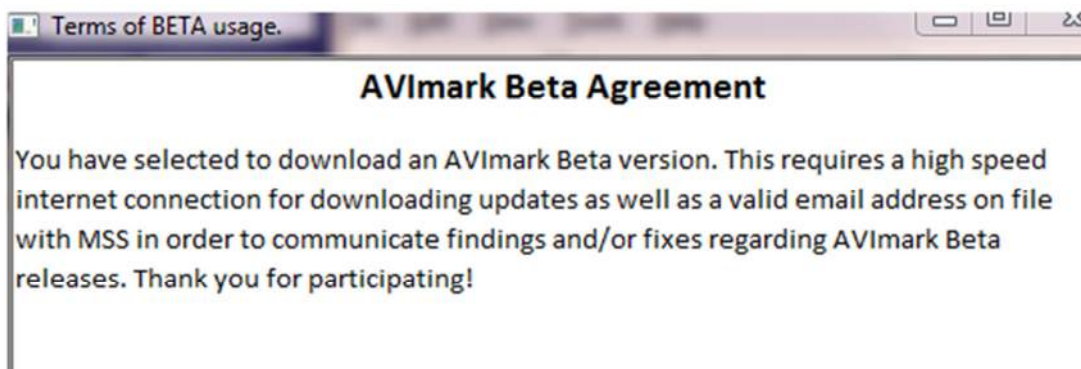 Terms of BETA usage.
AVImark Beta Agreement
You have selected to download an AVImark Beta version. This requires a high speed
internet connection for downloading updates as well as a valid email address on file
with MSS in order to communicate findings and/or fixes regarding AVImark Beta
releases. Thank you for participating!